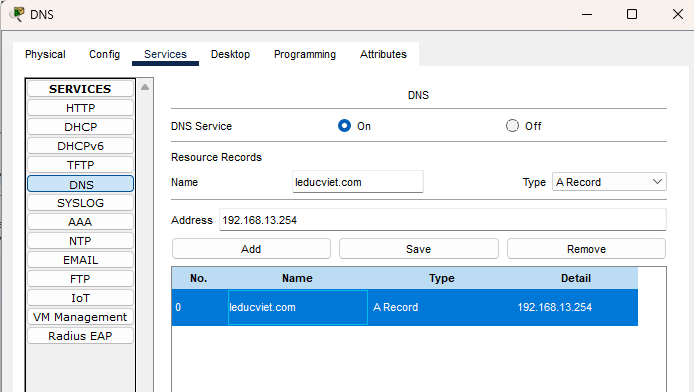 DNS
Physical Config Services Desktop Programming Attributes
SERVICES
HTTP
DHCP
DHCPv6
TFTP
DNS
SYSLOG
AAA
NTP
EMAIL
FTP
IoT
VM Management
Radius EAP
DNS
DNS Service On Off
Resource Records
Name leducviet.com Type A Record
Address 192.168.13.254
Add Save Remove
No. Name Type Detail
0 leducviet.com A Record 192.168.13.254